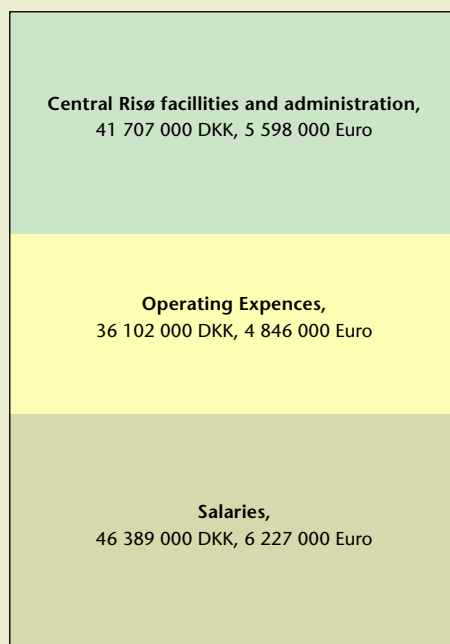 Central Risø facillities and administration,
41 707 000 DKK, 5 598 000 Euro
Operating Expences,
36 102 000 DKK, 4 846 000 Euro
Salaries,
46 389 000 DKK, 6 227 000 Euro